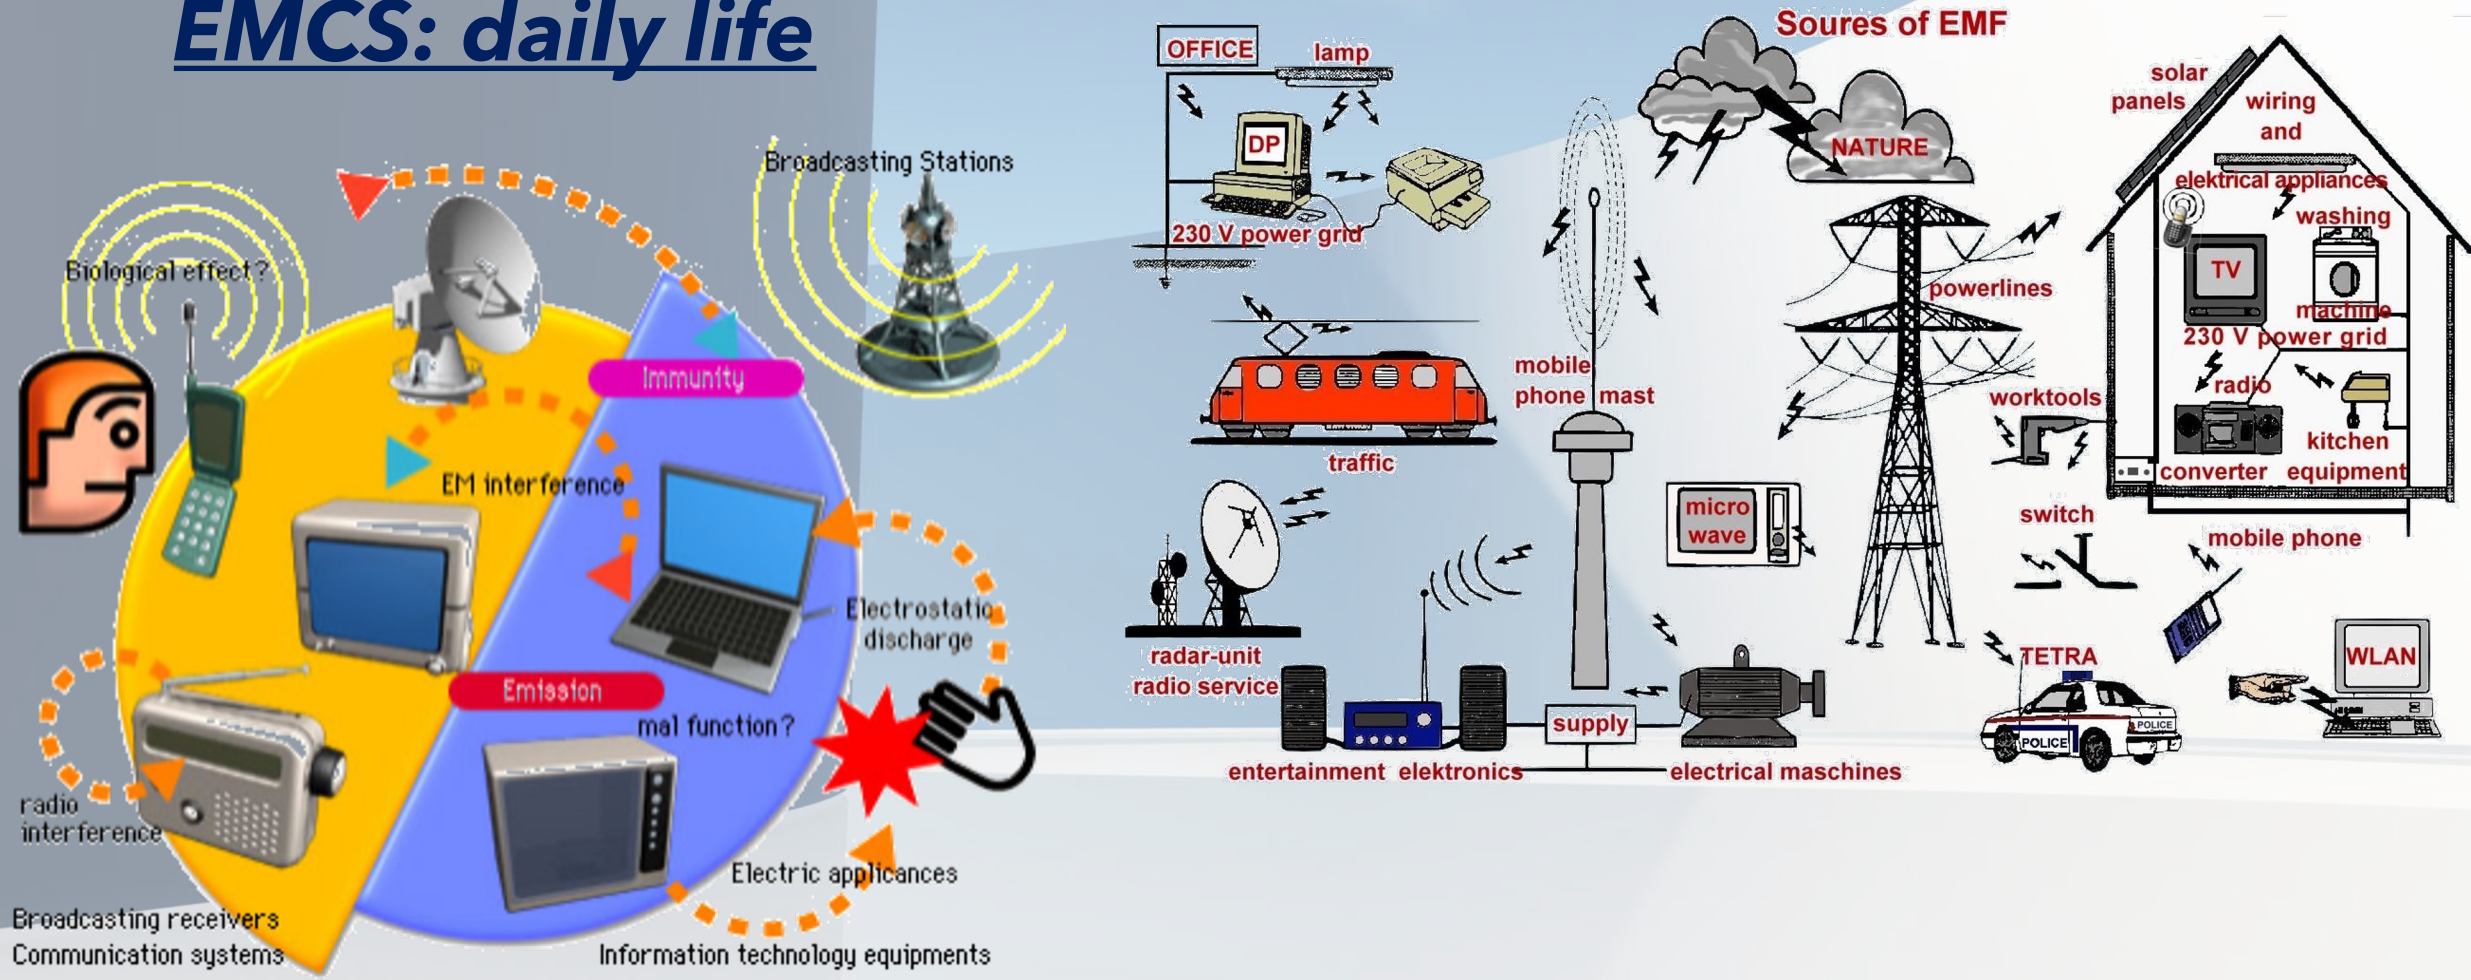 EMCS: daily life
Broadcasting Stations
Biological effect?
Immunity
EM interference
Electrostatic
discharge
Emission
mal function?
radio
interference
Electric applicances
Broadcasting receivers
Communication systems
Information technology equipments
Soures of EMF
OFFICE
lamp
DP
230 V power grid
NATURE
solar
panels
wiring
and
elektrical appliances
washing
TV
machine
230 V power grid
radio
kitchen
converter equipment
powerlines
mobile
phone mast
traffic
worktools
micro
wave
switch
mobile phone
radar-unit
radio service
TETRA
WLAN
POLICE
POLICE
supply
entertainment elektronics
electrical maschines